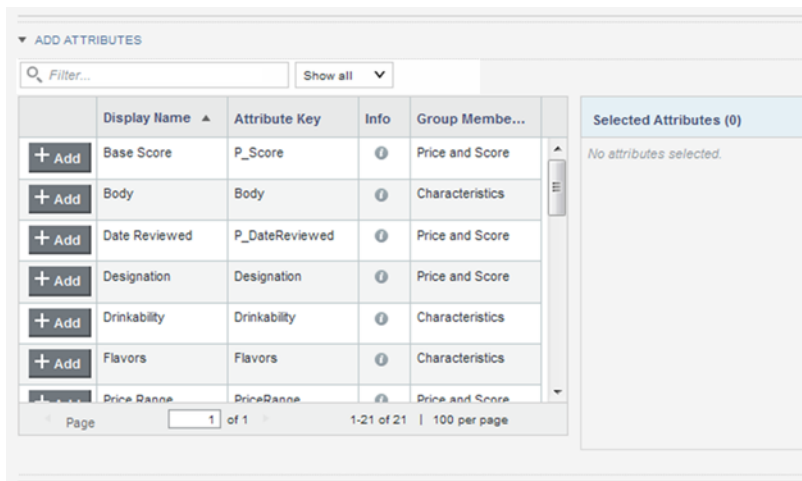 ADD ATTRIBUTES
Filter... Show all
Display Name Attribute Key Info Group Membe... Selected Attributes (0)
+ Add Base Score P_Score i Price and Score No attributes selected.
+ Add Body Body i Characteristics
+ Add Date Reviewed P_DateReviewed i Price and Score
+ Add Designation Designation i Price and Score
+ Add Drinkability Drinkability i Characteristics
+ Add Flavors Flavors i Characteristics
Price Range PriceRange Price and Score
Page 1 of 1 1-21 of 21 | 100 per page